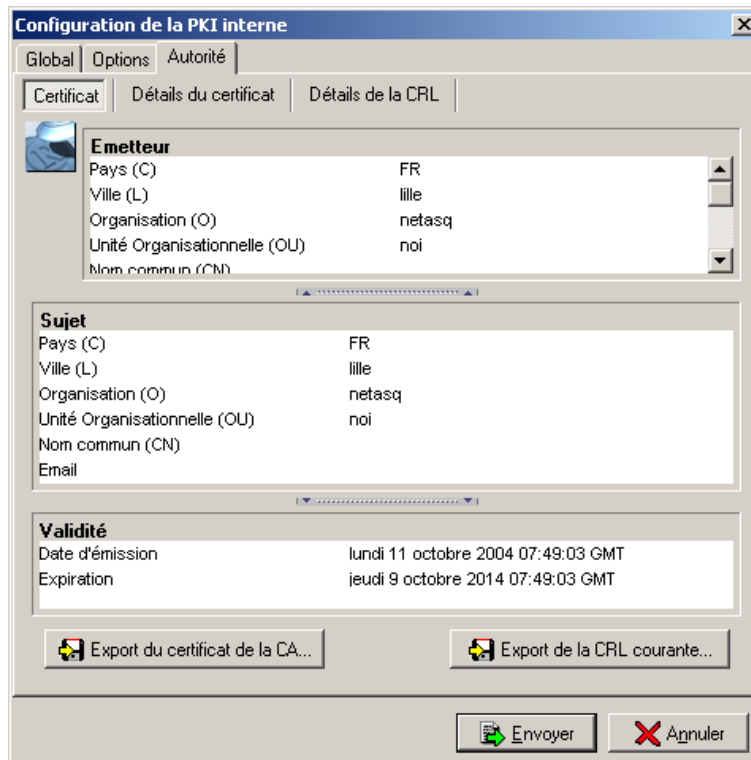 Configuration de la PKI interne
Global Options Autorité
Certificat Détails du certificat Détails de la CRL
Emetteur
Pays (C) FR
Ville (L) lille
Organisation (O) netasq
Unité Organisationnelle (OU) noi
Nom commun (CN)
Sujet
Pays (C) FR
Ville (L) lille
Organisation (O) netasq
Unité Organisationnelle (OU) noi
Nom commun (CN)
Email
Validité
Date d'émission lundi 11 octobre 2004 07:49:03 GMT
Expiration jeudi 9 octobre 2014 07:49:03 GMT
Export du certificat de la CA... Export de la CRL courante...
Envoyer Annuler